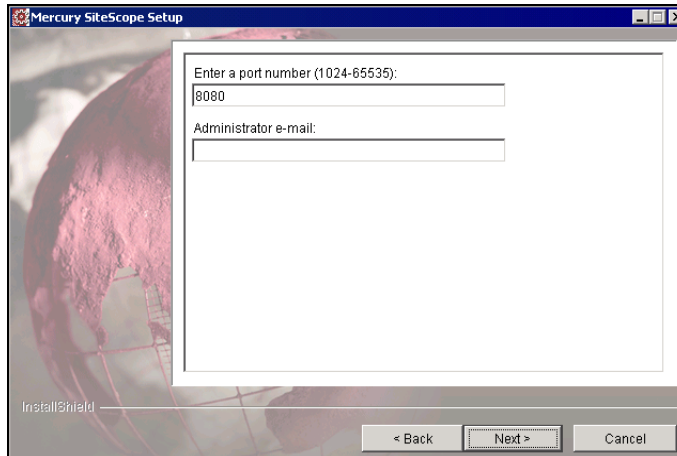 Mercury SiteScope Setup
Enter a port number (1024-65535):
8080
Administrator e-mail:
InstallShield
< Back Next > Cancel